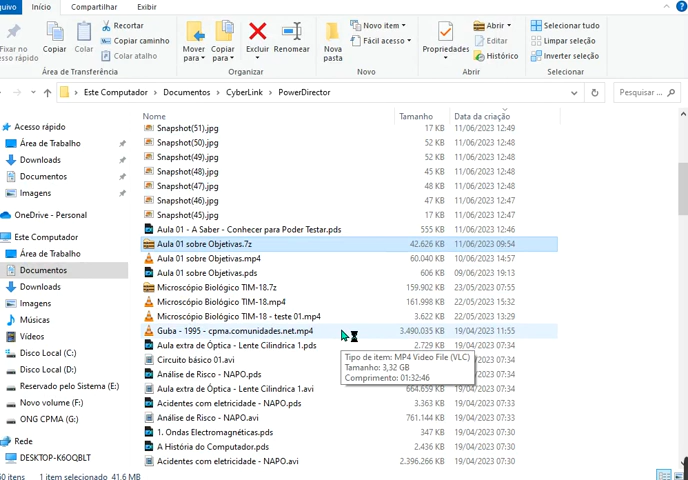 quivo Início Compartilhar Exibir
Fixar no Acesso rápido Copiar Colar Recortar Copiar caminho Colar atalho
Mover para Copiar para Excluir Renomear
Nova pasta Novo item Fácil acesso
Propriedades Abrir Editar Histórico
Selecionar tudo Limpar seleção Inverter seleção
Área de Transferência Organizar Novo Abrir Selecionar
Este Computador Documentos CyberLink PowerDirector Pesquisar ...
Nome Tamanho Data da criação
Acesso rápido
Área de Trabalho
Downloads
Documentos
Imagens
OneDrive - Personal
Este Computador
Área de Trabalho
Documentos
Downloads
Imagens
Músicas
Vídeos
Disco Local (C:)
Disco Local (D:)
Reservado pelo Sistema (E:)
Novo volume (F:)
ONG CPMA (G:)
Rede
DESKTOP-K6OQBLT
Snapshot(51).jpg 17 KB 11/06/2023 12:49
Snapshot(50).jpg 52 KB 11/06/2023 12:48
Snapshot(49).jpg 52 KB 11/06/2023 12:48
Snapshot(48).jpg 45 KB 11/06/2023 12:48
Snapshot(47).jpg 48 KB 11/06/2023 12:48
Snapshot(46).jpg 47 KB 11/06/2023 12:47
Snapshot(45).jpg 17 KB 11/06/2023 12:47
Aula 01 - A Saber - Conhecer para Poder Testar.pds 555 KB 11/06/2023 12:46
Aula 01 sobre Objetivas.7z 42.626 KB 11/06/2023 09:54
Aula 01 sobre Objetivas.mp4 60.040 KB 10/06/2023 14:57
Aula 01 sobre Objetivas.pds 606 KB 09/06/2023 19:13
Microscópio Biológico TIM-18.7z 159.902 KB 23/05/2023 07:55
Microscópio Biológico TIM-18.mp4 161.998 KB 22/05/2023 15:32
Microscópio Biológico TIM-18 - teste 01.mp4 3.622 KB 22/05/2023 13:29
Guba - 1995 - cpma.comunidades.net.mp4 3.490.035 KB 19/04/2023 11:55
Aula extra de Óptica - Lente Cilindrica 1.pds 2.729 KB 19/04/2023 07:34
Circuito básico 01.avi 19/04/2023 07:34
Análise de Risco - NAPO.pds 19/04/2023 07:34
Aula extra de Óptica - Lente Cilindrica 1.avi 664.659 KB 19/04/2023 07:34
Acidentes com eletricidade - NAPO.pds 3.363 KB 19/04/2023 07:33
Análise de Risco - NAPO.avi 761.144 KB 19/04/2023 07:33
1. Ondas Eletromagnéticas.pds 347 KB 19/04/2023 07:30
A História do Computador.pds 2.436 KB 19/04/2023 07:30
Acidentes com eletricidade - NAPO.avi 2.396.266 KB 19/04/2023 07:30
Tipo de item: MP4 Video File (VLC)
Tamanho: 3,32 GB
Comprimento: 01:32:46
60 itens 1 item selecionado 41.6 MB